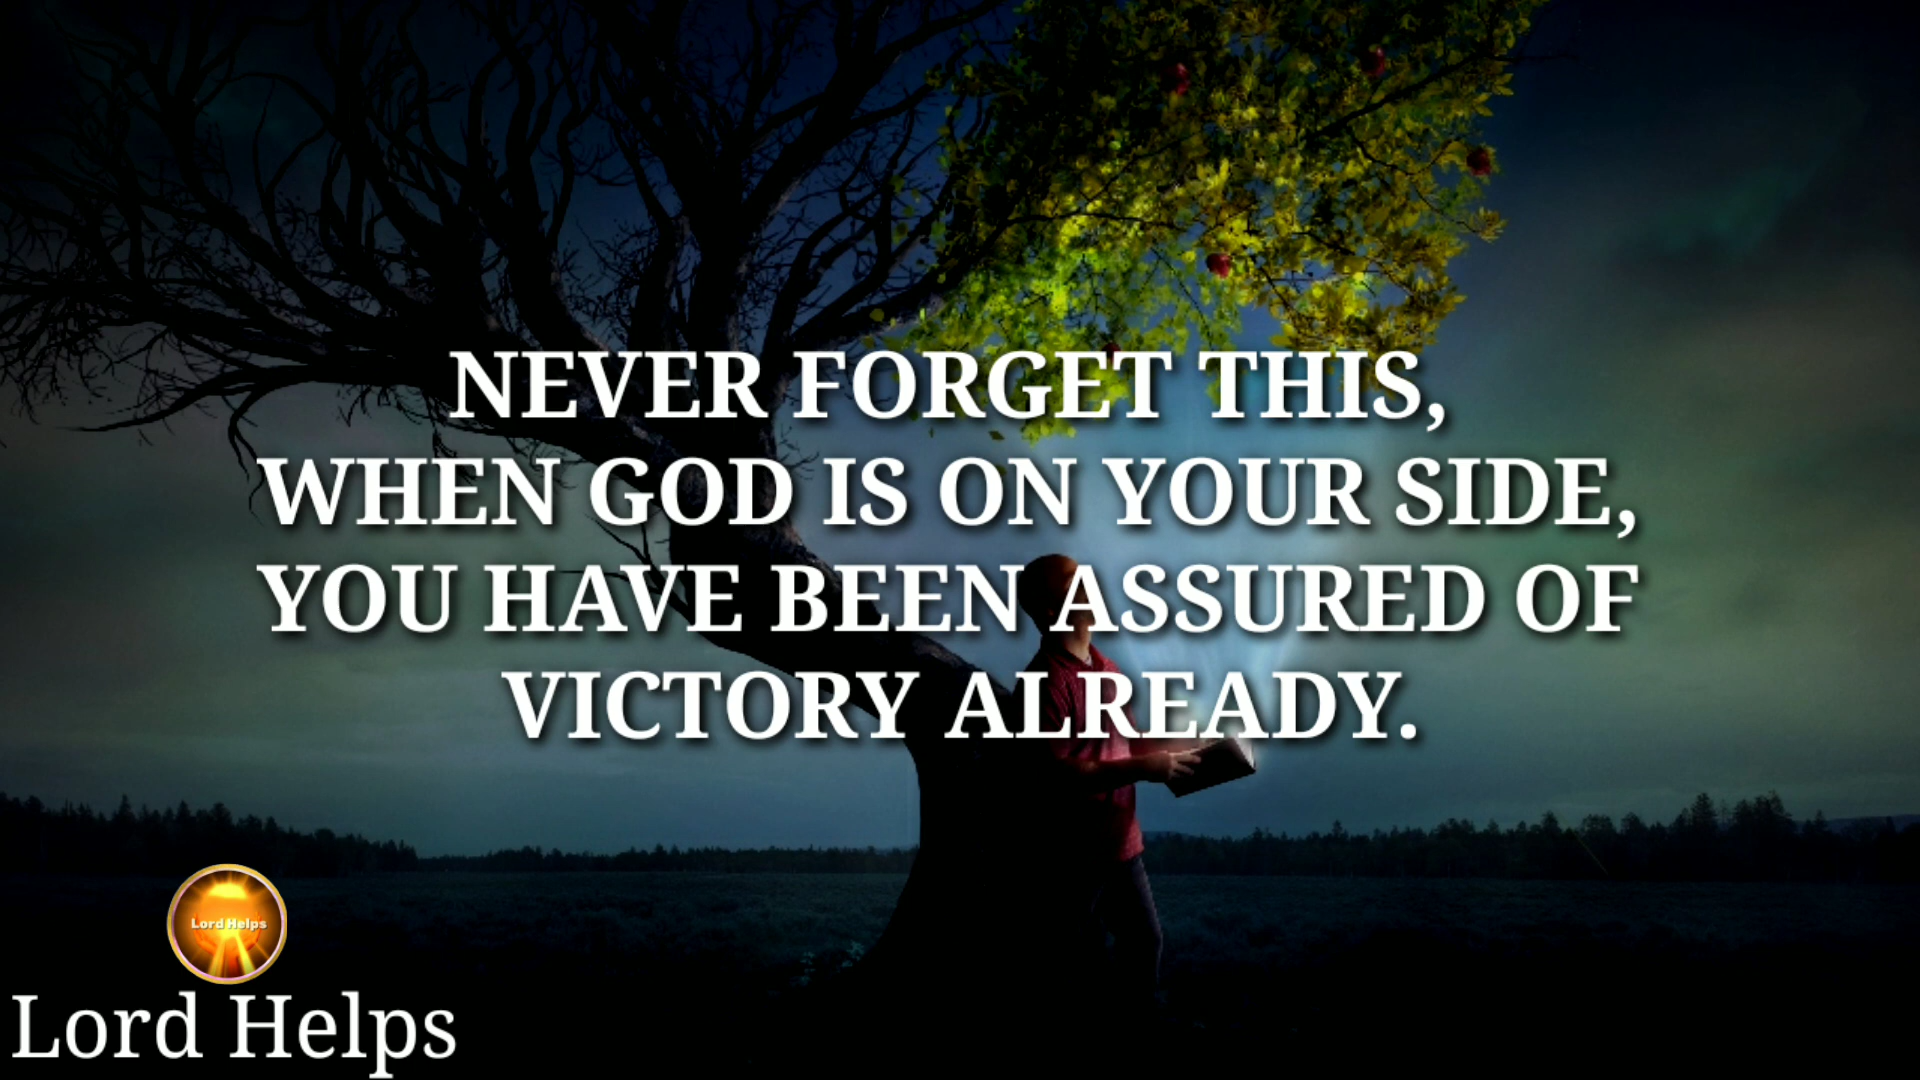 NEVER FORGET THIS,
WHEN GOD IS ON YOUR SIDE,
YOU HAVE BEEN ASSURED OF
VICTORY ALREADY.
Lord Helps
Lord Helps